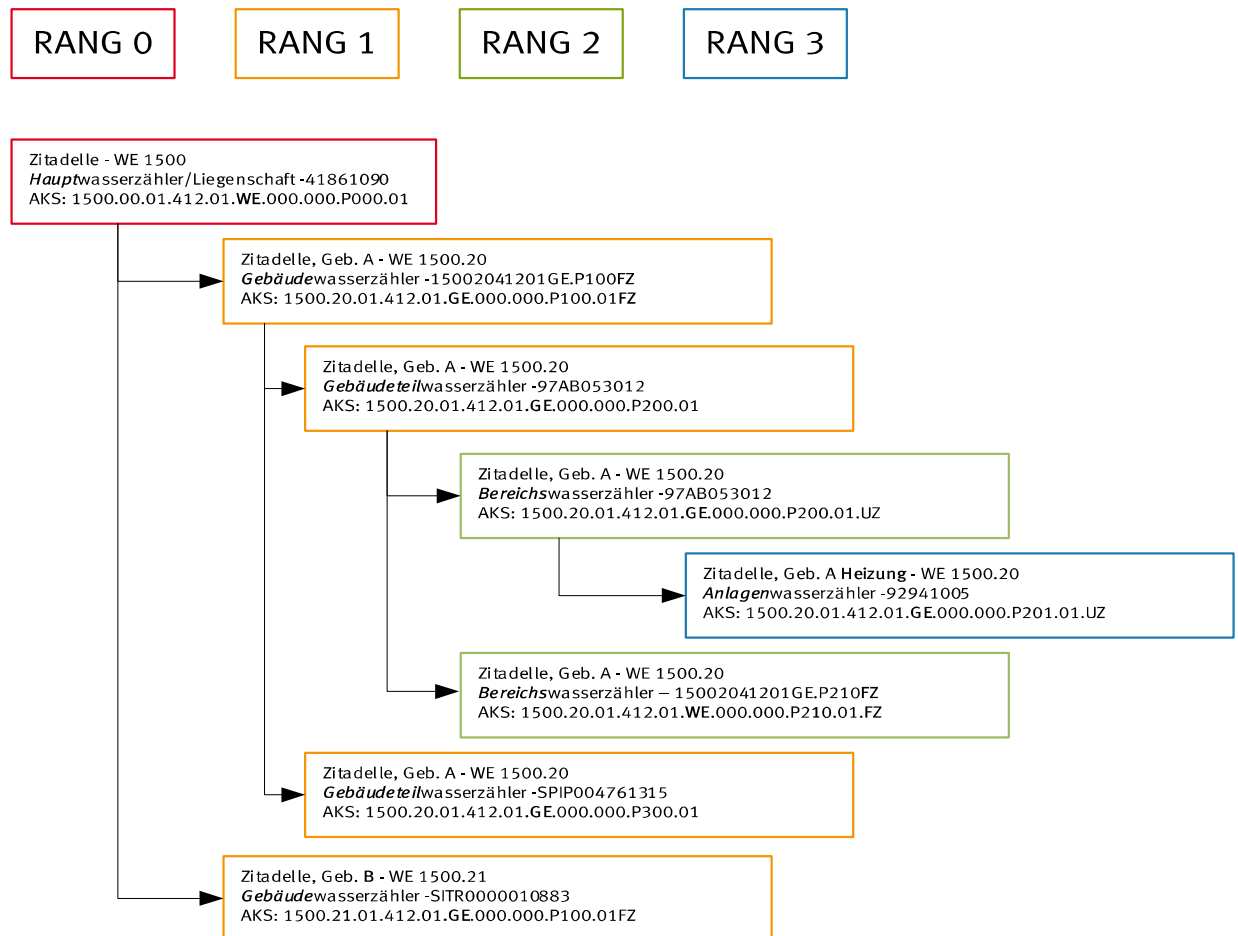 RANG 0
RANG 1
RANG 2
RANG 3
Zitadelle - WE 1500
Hauptwasserzähler/Liegenschaft -41861090
AKS: 1500.00.01.412.01.WE.000.000.P000.01
Zitadelle, Geb. A - WE 1500.20
Gebäudewasserzähler -15002041201GE.P100FZ
AKS: 1500.20.01.412.01.GE.000.000.P100.01FZ
Zitadelle, Geb. A - WE 1500.20
Gebäudeteilwasserzähler -97AB053012
AKS: 1500.20.01.412.01.GE.000.000.P200.01
Zitadelle, Geb. A - WE 1500.20
Bereichswasserzähler -97AB053012
AKS: 1500.20.01.412.01.GE.000.000.P200.01.UZ
Zitadelle, Geb. A Heizung - WE 1500.20
Anlagenwasserzähler -92941005
AKS: 1500.20.01.412.01.GE.000.000.P201.01.UZ
Zitadelle, Geb. A - WE 1500.20
Bereichswasserzähler – 15002041201GE.P210FZ
AKS: 1500.20.01.412.01.WE.000.000.P210.01.FZ
Zitadelle, Geb. A - WE 1500.20
Gebäudeteilwasserzähler -SPIP004761315
AKS: 1500.20.01.412.01.GE.000.000.P300.01
Zitadelle, Geb. B - WE 1500.21
Gebäudewasserzähler -SITR0000010883
AKS: 1500.21.01.412.01.GE.000.000.P100.01FZ